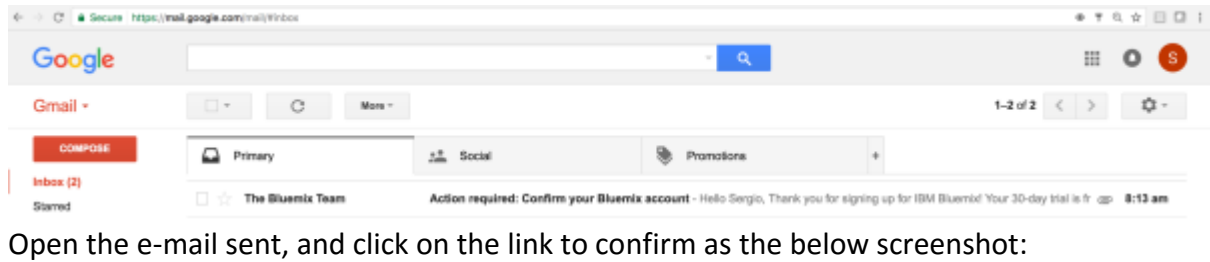 Secure https://mail.google.com/mail/#inbox
Google
S
Gmail More 1–2 of 2
COMPOSE Primary Social Promotions +
Inbox (2)
The Bluemix Team Action required: Confirm your Bluemix account - Hello Sergio, Thank you for signing up for IBM Bluemix! Your 30-day trial is fr 8:13 am
Starred
Open the e-mail sent, and click on the link to confirm as the below screenshot: